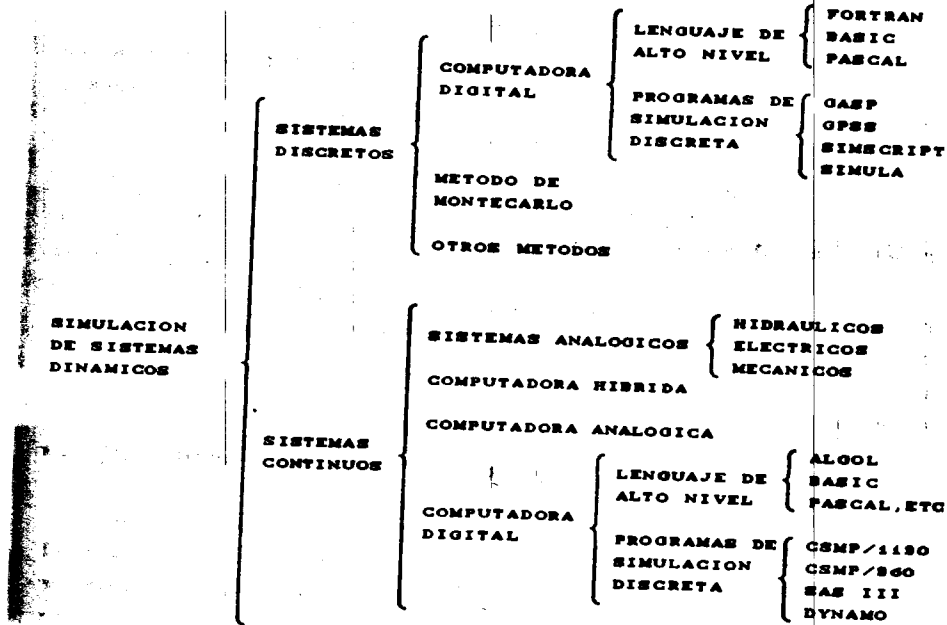 SIMULACION
DE SISTEMAS
DINAMICOS
SISTEMAS
DISCRETOS
COMPUTADORA
DIGITAL
LENGUAJE DE
ALTO NIVEL
FORTRAN
BASIC
PASCAL
PROGRAMAS DE
SIMULACION
DISCRETA
GASP
GPSS
SIMSCRIPT
SIMULA
METODO DE
MONTECARLO
OTROS METODOS
SISTEMAS
CONTINUOS
SISTEMAS ANALOGICOS
HIDRAULICOS
ELECTRICOS
MECANICOS
COMPUTADORA HIBRIDA
COMPUTADORA ANALOGICA
COMPUTADORA
DIGITAL
LENGUAJE DE
ALTO NIVEL
ALGOL
BASIC
PASCAL,ETC
PROGRAMAS DE
SIMULACION
DISCRETA
CSMP/1130
CSMP/360
SAS III
DYNAMO